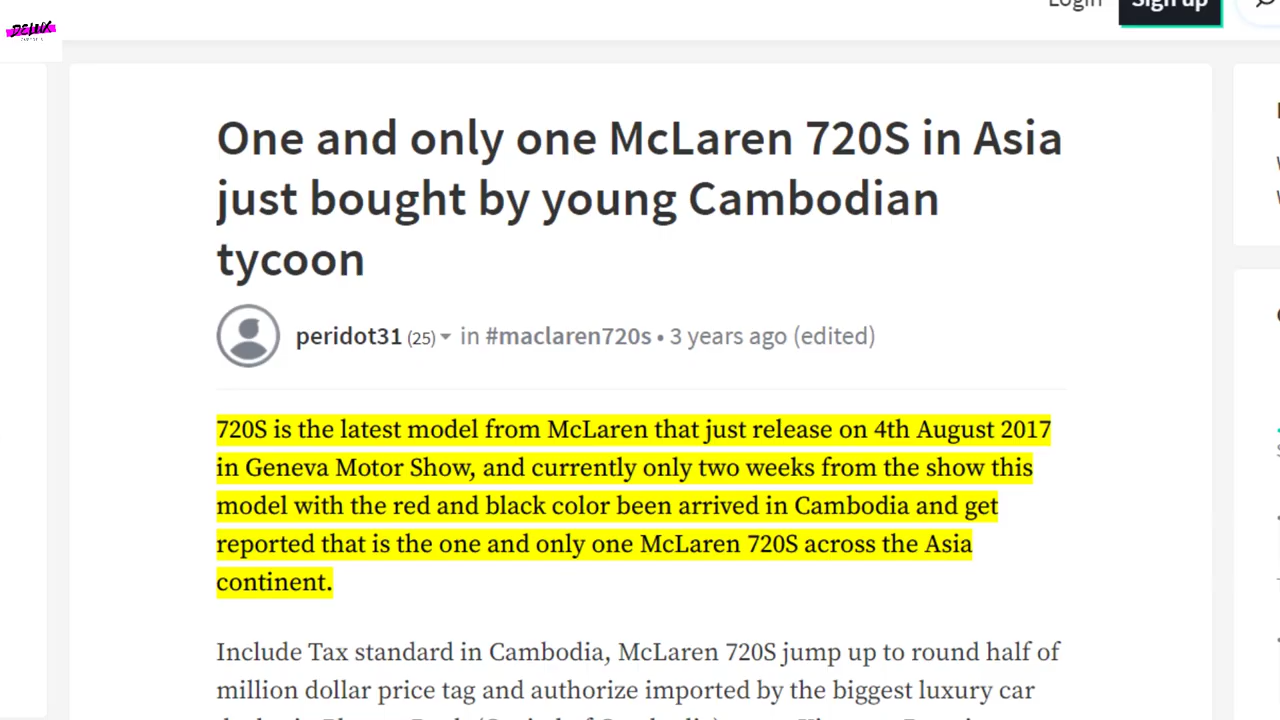 DELUX
Login
Sign up
One and only one McLaren 720S in Asia
just bought by young Cambodian
tycoon
peridot31 (25) in #maclaren720s • 3 years ago (edited)
720S is the latest model from McLaren that just release on 4th August 2017
in Geneva Motor Show, and currently only two weeks from the show this
model with the red and black color been arrived in Cambodia and get
reported that is the one and only one McLaren 720S across the Asia
continent.
Include Tax standard in Cambodia, McLaren 720S jump up to round half of
million dollar price tag and authorize imported by the biggest luxury car